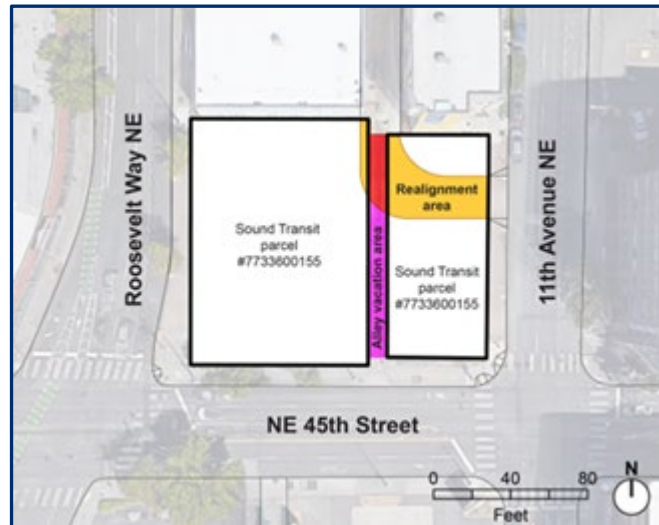 Roosevelt Way NE
Sound Transit
parcel
#7733600155
Alley vacation area
Realignment
area
Sound Transit
parcel
#7733600155
11th Avenue NE
NE 45th Street
0 40 80
Feet
N